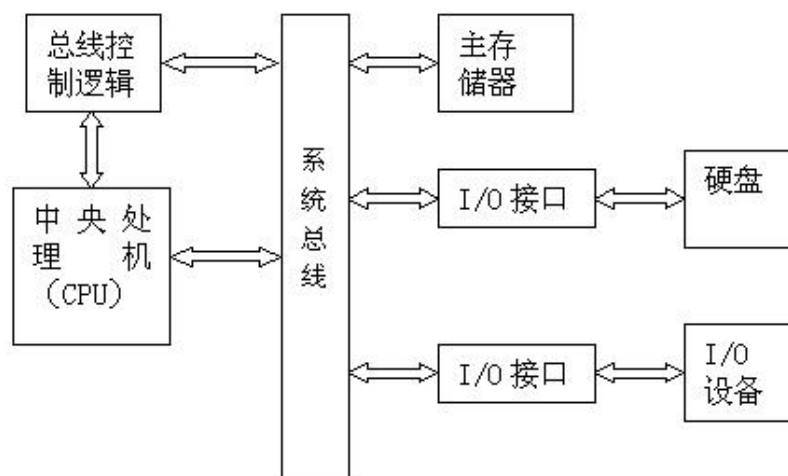 总线控
制逻辑
主存
储器
系
统
总
线
I/O 接口
硬盘
中 央 处
理 机
（CPU）
I/O 接口
I/O
设备